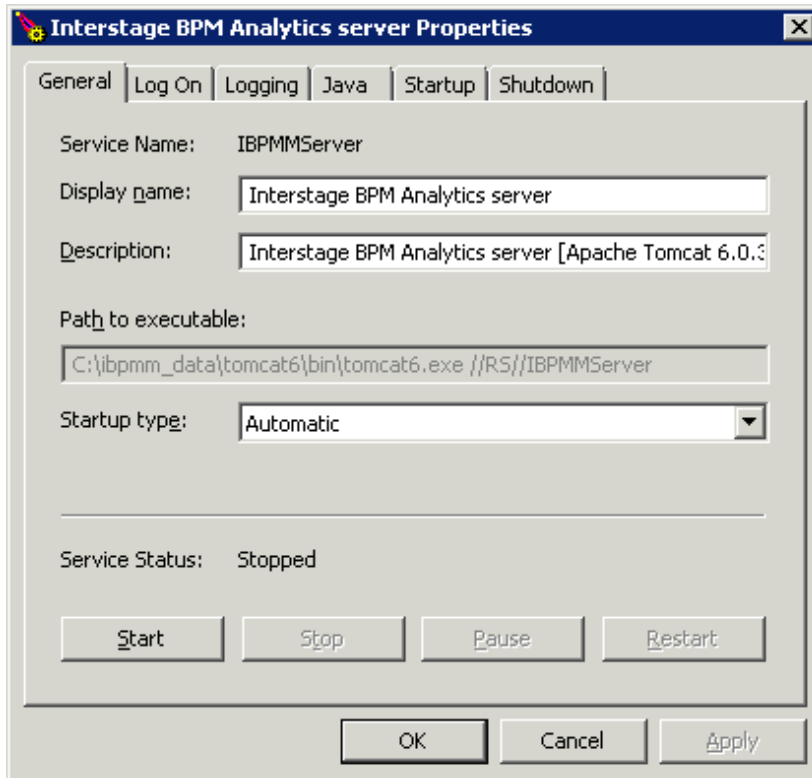 Interstage BPM Analytics server Properties
General Log On Logging Java Startup Shutdown
Service Name: IBPMMServer
Display name: Interstage BPM Analytics server
Description: Interstage BPM Analytics server [Apache Tomcat 6.0.3
Path to executable:
C:\ibpmm_data\tomcat6\bin\tomcat6.exe //RS//IBPMMServer
Startup type: Automatic
Service Status: Stopped
Start Stop Pause Restart
OK Cancel Apply